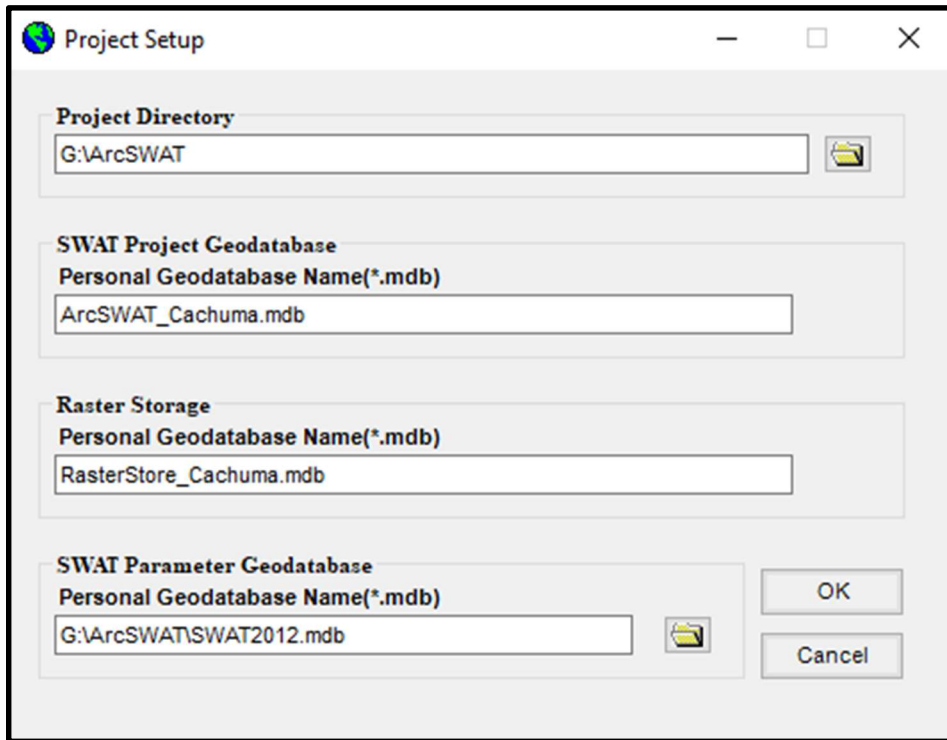 Project Setup
Project Directory
G:\ArcSWAT
SWAT Project Geodatabase
Personal Geodatabase Name(*.mdb)
ArcSWAT_Cachuma.mdb
Raster Storage
Personal Geodatabase Name(*.mdb)
RasterStore_Cachuma.mdb
SWAT Parameter Geodatabase
Personal Geodatabase Name(*.mdb)
G:\ArcSWAT\SWAT2012.mdb
OK
Cancel